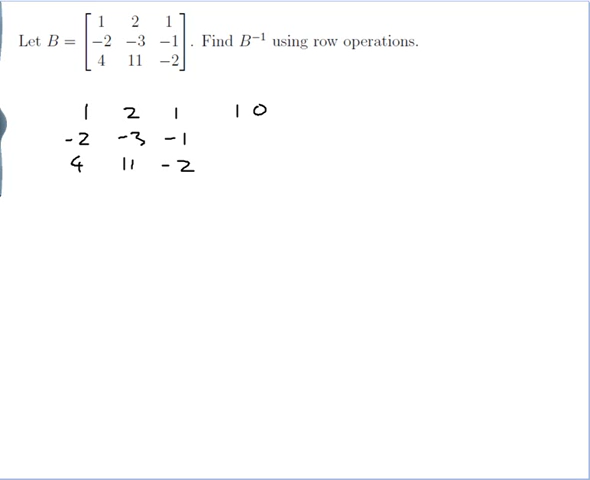 Let B = [1 2 1
-2 -3 -1
4 11 -2]. Find B⁻¹ using row operations.
1 2 1 1 0
-2 -3 -1
4 11 -2